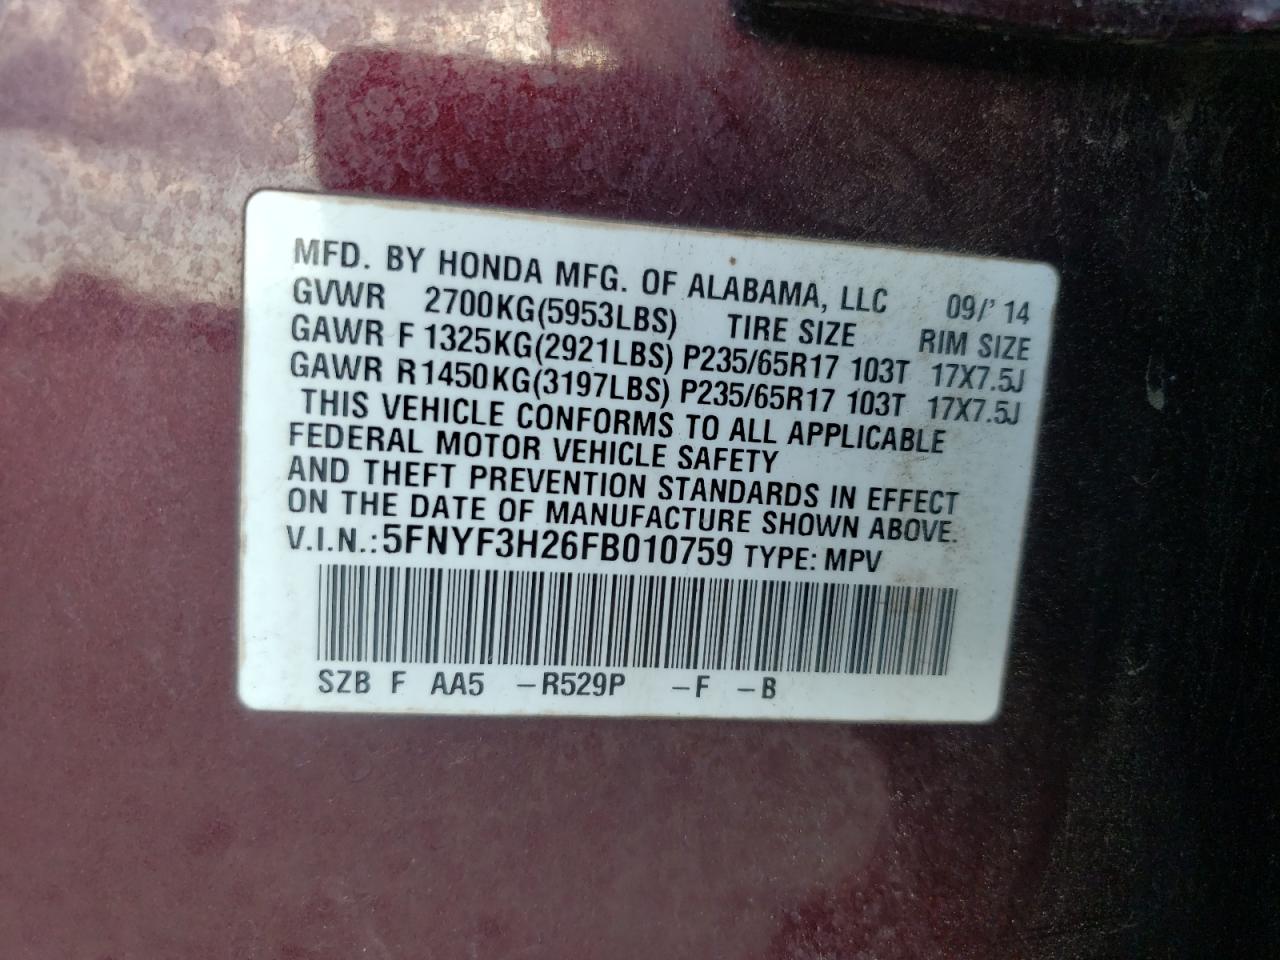 MFD. BY HONDA MFG. OF ALABAMA, LLC 09/'14
GVWR 2700KG(5953LBS) TIRE SIZE RIM SIZE
GAWR F 1325KG(2921LBS) P235/65R17 103T 17X7.5J
GAWR R1450KG(3197LBS) P235/65R17 103T 17X7.5J
THIS VEHICLE CONFORMS TO ALL APPLICABLE
FEDERAL MOTOR VEHICLE SAFETY
AND THEFT PREVENTION STANDARDS IN EFFECT
ON THE DATE OF MANUFACTURE SHOWN ABOVE.
V.I.N.:5FNYF3H26FB010759 TYPE: MPV
SZB F AA5 -R529P -F -B